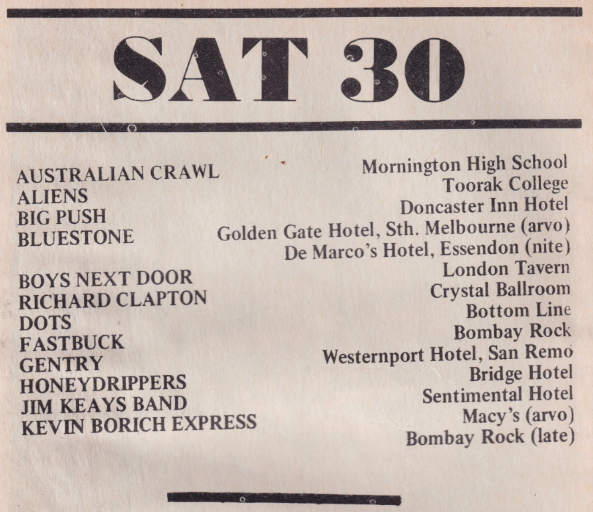 SAT 30
AUSTRALIAN CRAWL Mornington High School
ALIENS Toorak College
BIG PUSH Doncaster Inn Hotel
BLUESTONE Golden Gate Hotel, Sth. Melbourne (arvo)
De Marco's Hotel, Essendon (nite)
BOYS NEXT DOOR London Tavern
RICHARD CLAPTON Crystal Ballroom
DOTS Bottom Line
FASTBUCK Bombay Rock
GENTRY Westernport Hotel, San Remo
HONEYDRIPPERS Bridge Hotel
JIM KEAYS BAND Sentimental Hotel
KEVIN BORICH EXPRESS Macy's (arvo)
Bombay Rock (late)